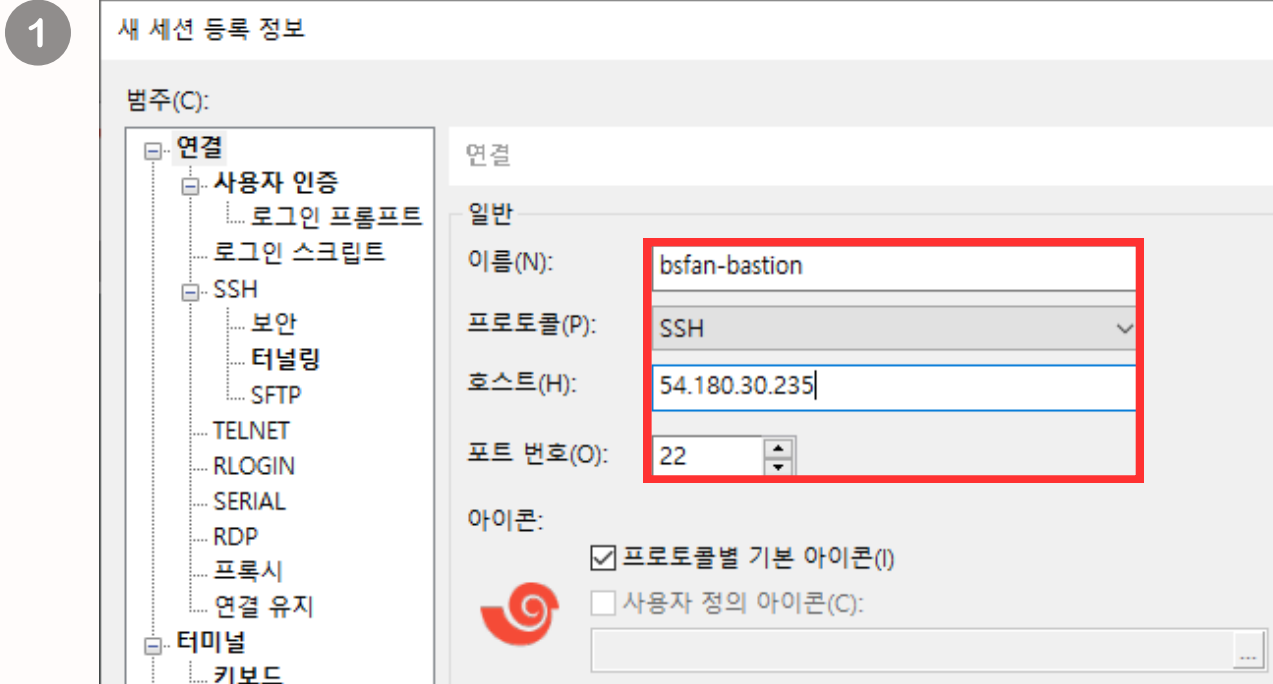 1
새 세션 등록 정보
범주(C):
연결
사용자 인증
로그인 프롬프트
로그인 스크립트
SSH
보안
터널링
SFTP
TELNET
RLOGIN
SERIAL
RDP
프록시
연결 유지
터미널
키보드
연결
일반
이름(N):
bsfan-bastion
프로토콜(P):
SSH
호스트(H):
54.180.30.235
포트 번호(O):
22
아이콘:
프로토콜별 기본 아이콘(I)
사용자 정의 아이콘(C):
...